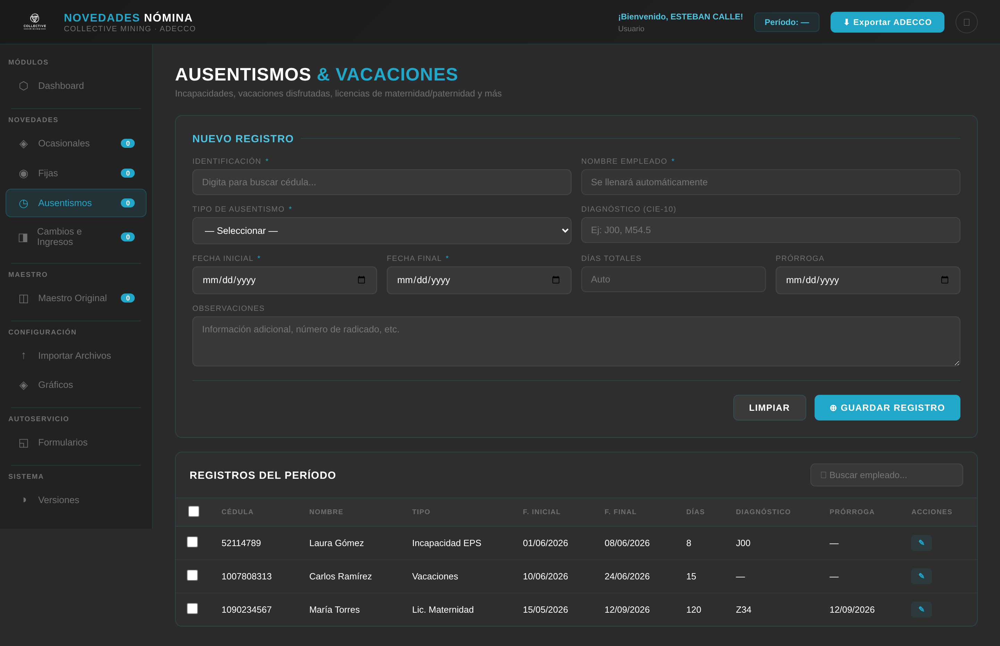 COLLECTIVE
MINING
NOVEDADES NÓMINA
COLLECTIVE MINING · ADECCO
¡Bienvenido, ESTEBAN CALLE!
Usuario
Período: —
⬇ Exportar ADECCO
MÓDULOS
Dashboard
NOVEDADES
Ocasionales 0
Fijas 0
Ausentismos 0
Cambios e
Ingresos 0
MAESTRO
Maestro Original 0
CONFIGURACIÓN
↑ Importar Archivos
Gráficos
AUTOSERVICIO
Formularios
SISTEMA
Versiones
AUSENTISMOS & VACACIONES
Incapacidades, vacaciones disfrutadas, licencias de maternidad/paternidad y más
NUEVO REGISTRO
IDENTIFICACIÓN * NOMBRE EMPLEADO *
Digita para buscar cédula... Se llenará automáticamente
TIPO DE AUSENTISMO * DIAGNÓSTICO (CIE-10)
— Seleccionar — Ej: J00, M54.5
FECHA INICIAL * FECHA FINAL * DÍAS TOTALES PRÓRROGA
mm/dd/yyyy mm/dd/yyyy Auto mm/dd/yyyy
OBSERVACIONES
Información adicional, número de radicado, etc.
LIMPIAR ⊕ GUARDAR REGISTRO
REGISTROS DEL PERÍODO Buscar empleado...
CÉDULA NOMBRE TIPO F. INICIAL F. FINAL DÍAS DIAGNÓSTICO PRÓRROGA ACCIONES
52114789 Laura Gómez Incapacidad EPS 01/06/2026 08/06/2026 8 J00 — ✎
1007808313 Carlos Ramírez Vacaciones 10/06/2026 24/06/2026 15 — — ✎
1090234567 María Torres Lic. Maternidad 15/05/2026 12/09/2026 120 Z34 12/09/2026 ✎